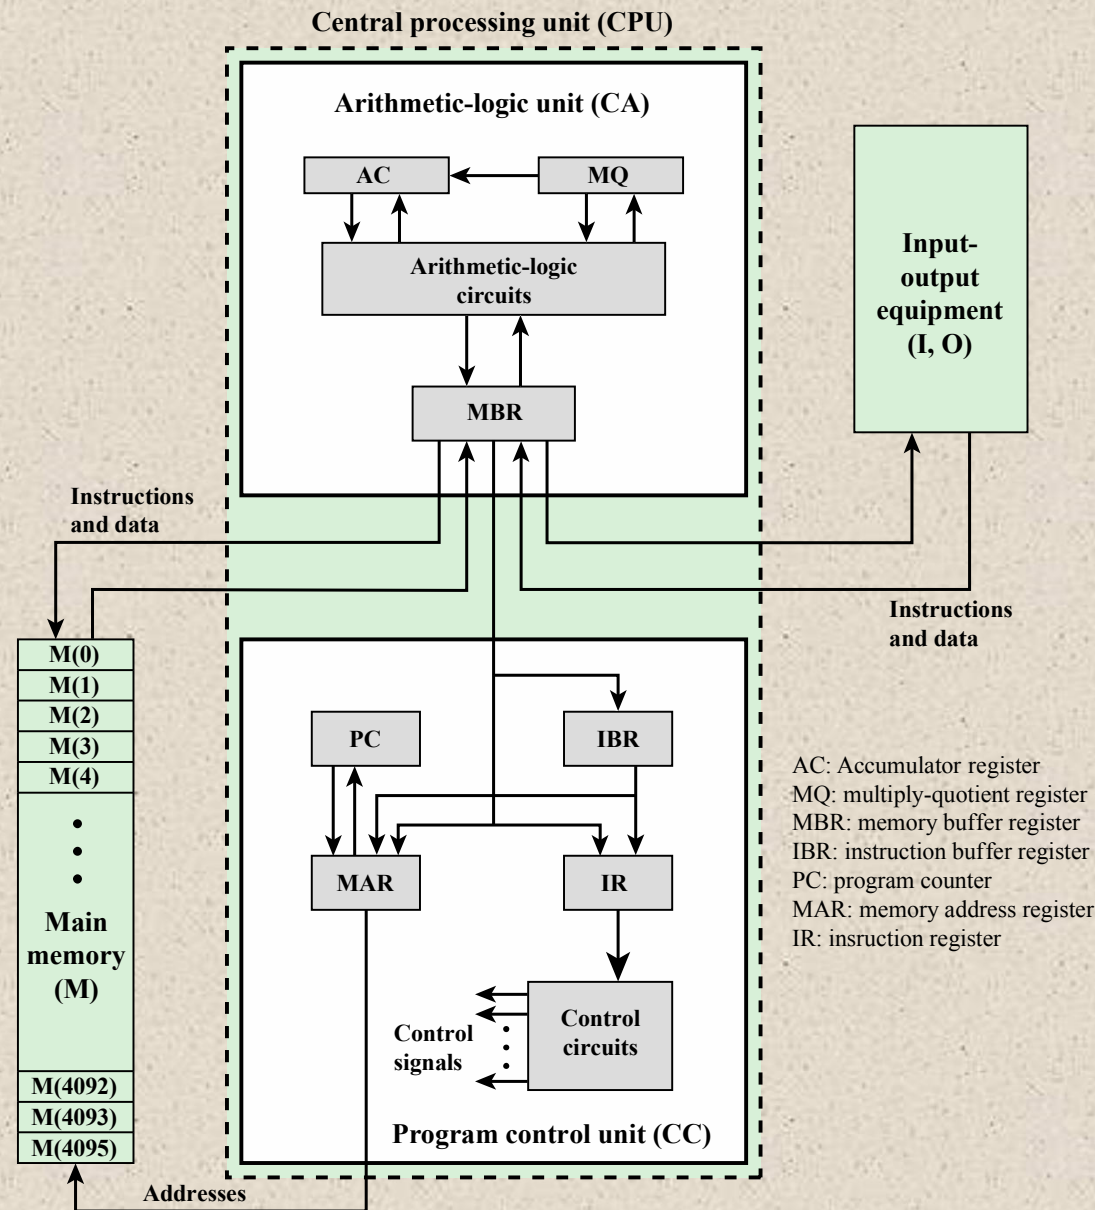 Central processing unit (CPU)
Arithmetic-logic unit (CA)
AC
MQ
Arithmetic-logic
circuits
MBR
Input-
output
equipment
(I, O)
Instructions
and data
Instructions
and data
M(0)
M(1)
M(2)
M(3)
M(4)
Main
memory
(M)
M(4092)
M(4093)
M(4095)
PC
IBR
MAR
IR
Control
circuits
Control
signals
Program control unit (CC)
Addresses
AC: Accumulator register
MQ: multiply-quotient register
MBR: memory buffer register
IBR: instruction buffer register
PC: program counter
MAR: memory address register
IR: insruction register